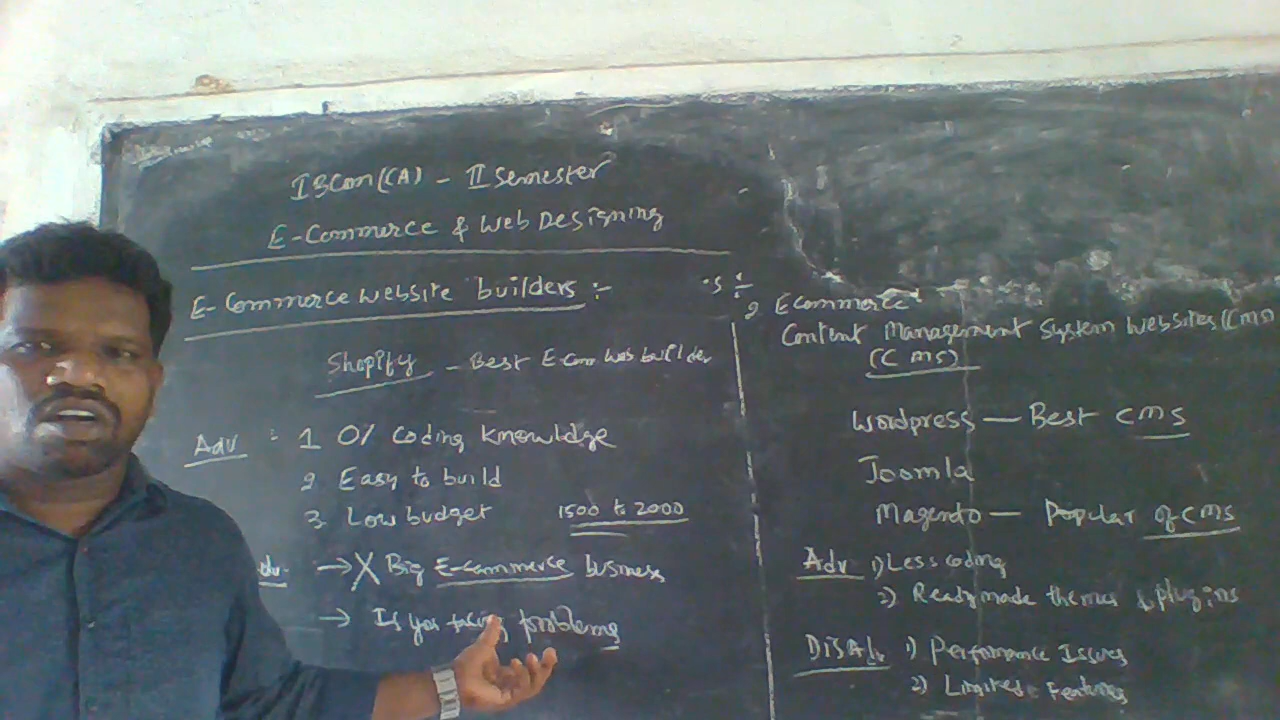 I BCom (CA) - II Semester
E-Commerce & Web Designing
E-Commerce website builders :-
Shopify - Best E-Com Web builder
Adv : 1 0% Coding knowldge
2 Easy to build
3 Low budget 1500 to 2000
dv. → X Big E-commerce business
→ If you facing problems
2 Ecommerce
Content Management System websites (CMS)
(CMS)
Wordpress — Best CMS
Joomla
Magento — Popular of CMS
Adv 1) Less coding
2) Readymade themes & plugins
DISAdv 1) Performance Issues
2) Limited Features